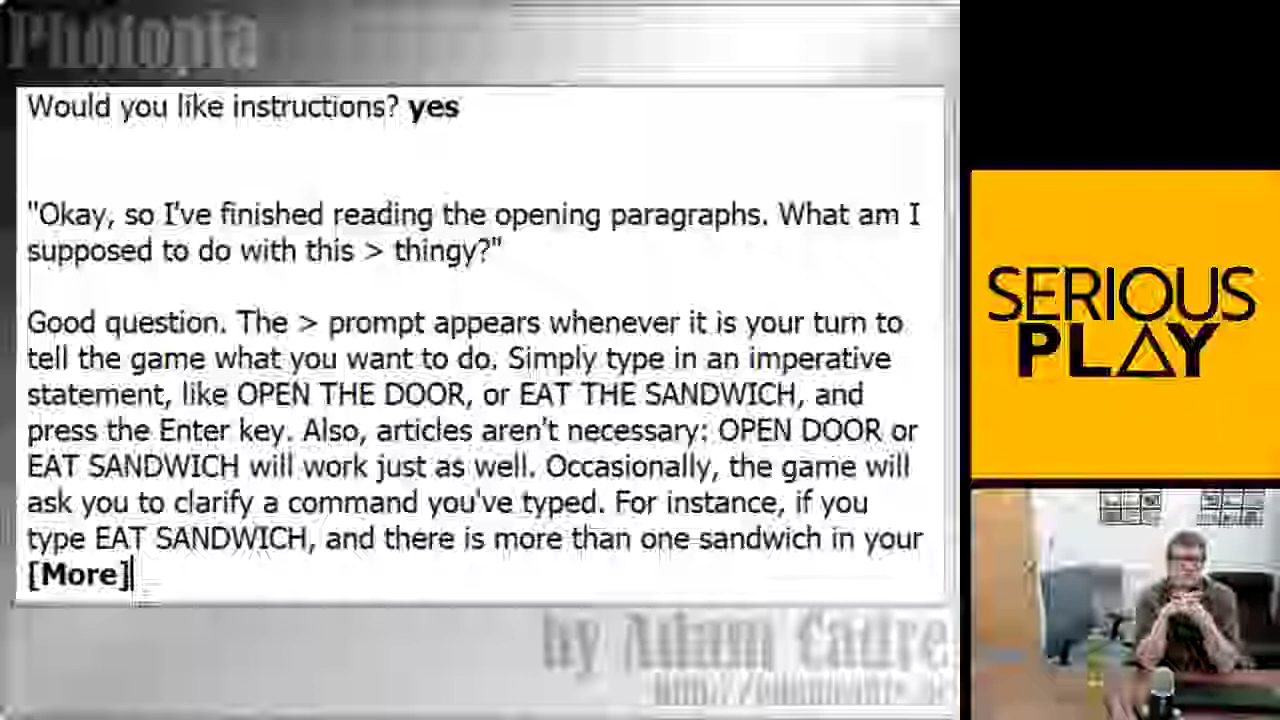 Photopia
Would you like instructions? yes
"Okay, so I've finished reading the opening paragraphs. What am I
supposed to do with this > thingy?"
Good question. The > prompt appears whenever it is your turn to
tell the game what you want to do. Simply type in an imperative
statement, like OPEN THE DOOR, or EAT THE SANDWICH, and
press the Enter key. Also, articles aren't necessary: OPEN DOOR or
EAT SANDWICH will work just as well. Occasionally, the game will
ask you to clarify a command you've typed. For instance, if you
type EAT SANDWICH, and there is more than one sandwich in your
[More]
by Adam Cadre
SERIOUS
PLAY